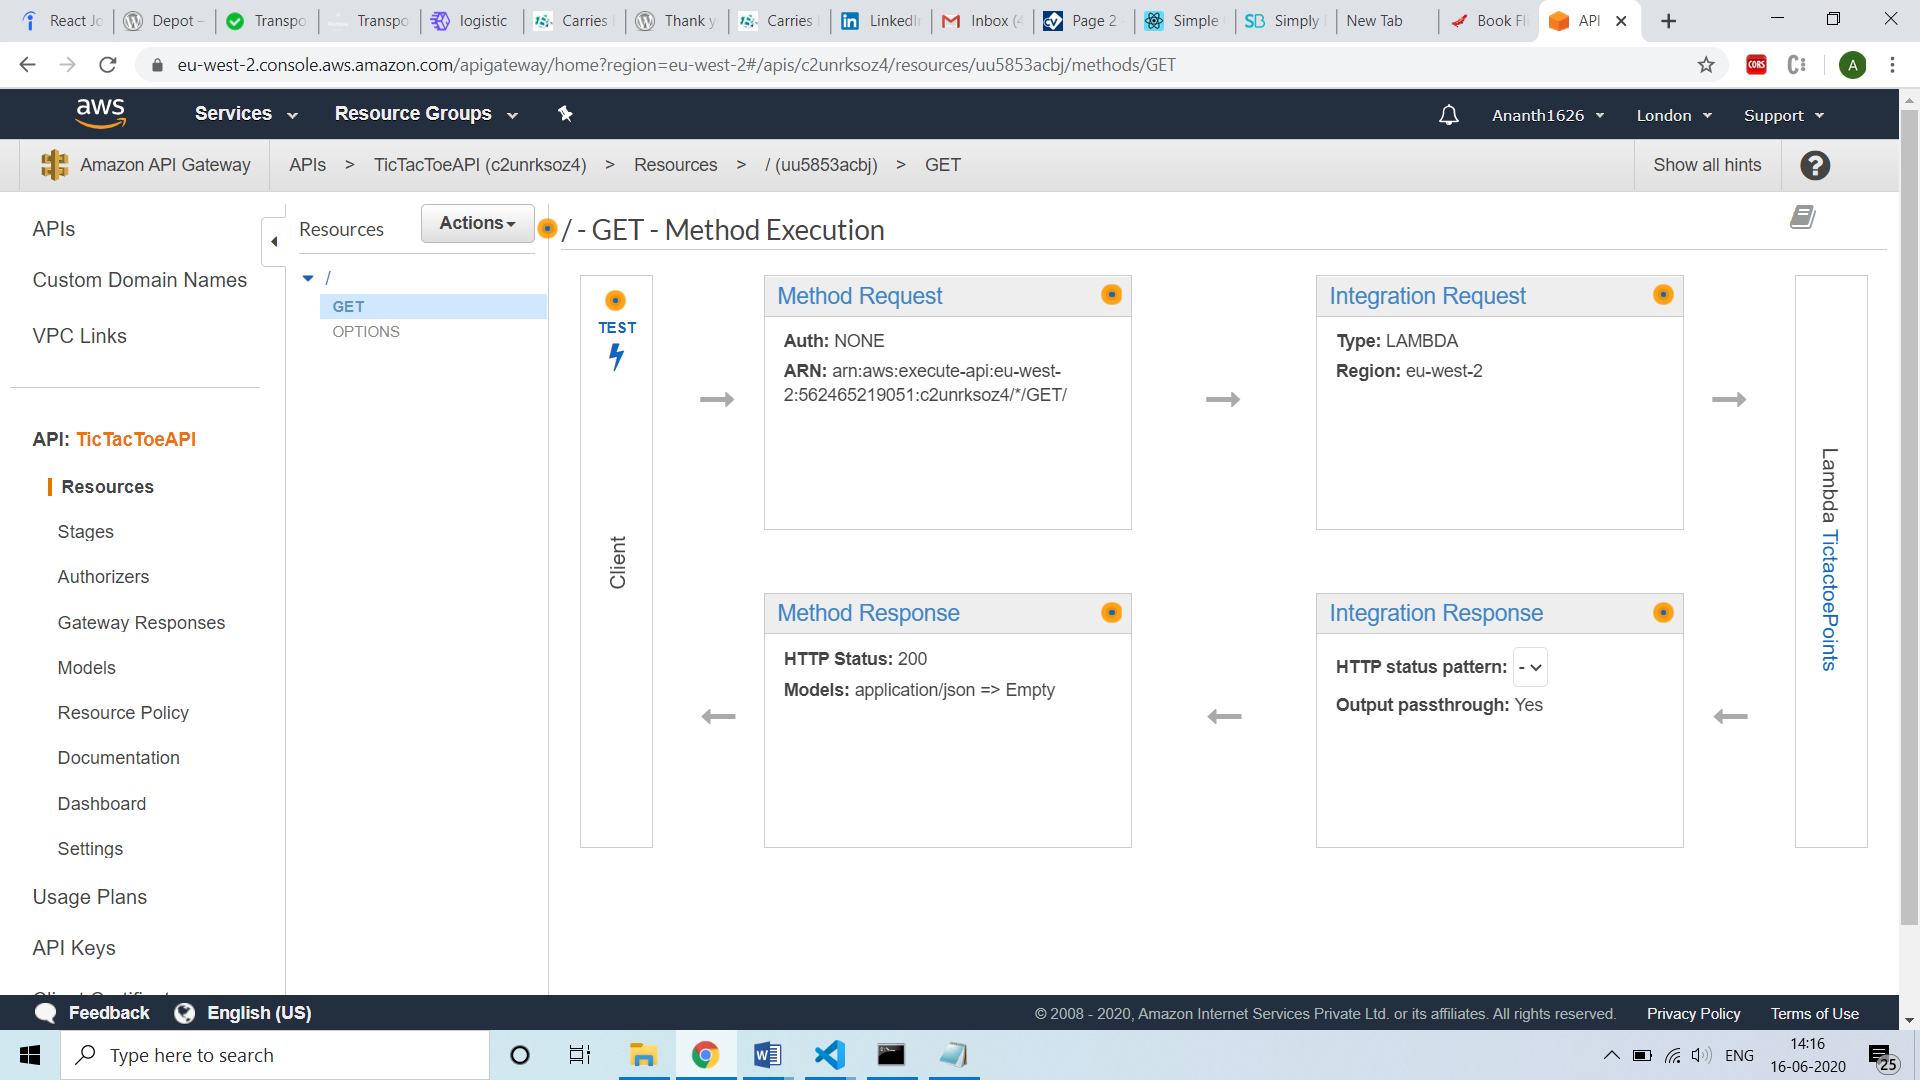 React Jo
Depot –
Transpo
Transpo
logistic
Carries
Thank y
Carries
LinkedIn
Inbox (4
Page 2
Simple
Simply
New Tab
Book Fl
API
eu-west-2.console.aws.amazon.com/apigateway/home?region=eu-west-2#/apis/c2unrksoz4/resources/uu5853acbj/methods/GET
CORS
A
aws
Services
Resource Groups
Ananth1626
London
Support
Amazon API Gateway
APIs > TicTacToeAPI (c2unrksoz4) > Resources > / (uu5853acbj) > GET
Show all hints
APIs
Custom Domain Names
VPC Links
API: TicTacToeAPI
Resources
Stages
Authorizers
Gateway Responses
Models
Resource Policy
Documentation
Dashboard
Settings
Usage Plans
API Keys
Resources
Actions
/
GET
OPTIONS
/ - GET - Method Execution
TEST
Client
Method Request
Auth: NONE
ARN: arn:aws:execute-api:eu-west-
2:562465219051:c2unrksoz4/*/GET/
Integration Request
Type: LAMBDA
Region: eu-west-2
Lambda TictactoePoints
Method Response
HTTP Status: 200
Models: application/json => Empty
Integration Response
HTTP status pattern: -
Output passthrough: Yes
Feedback
English (US)
© 2008 - 2020, Amazon Internet Services Private Ltd. or its affiliates. All rights reserved.
Privacy Policy
Terms of Use
Type here to search
ENG
14:16
16-06-2020
25